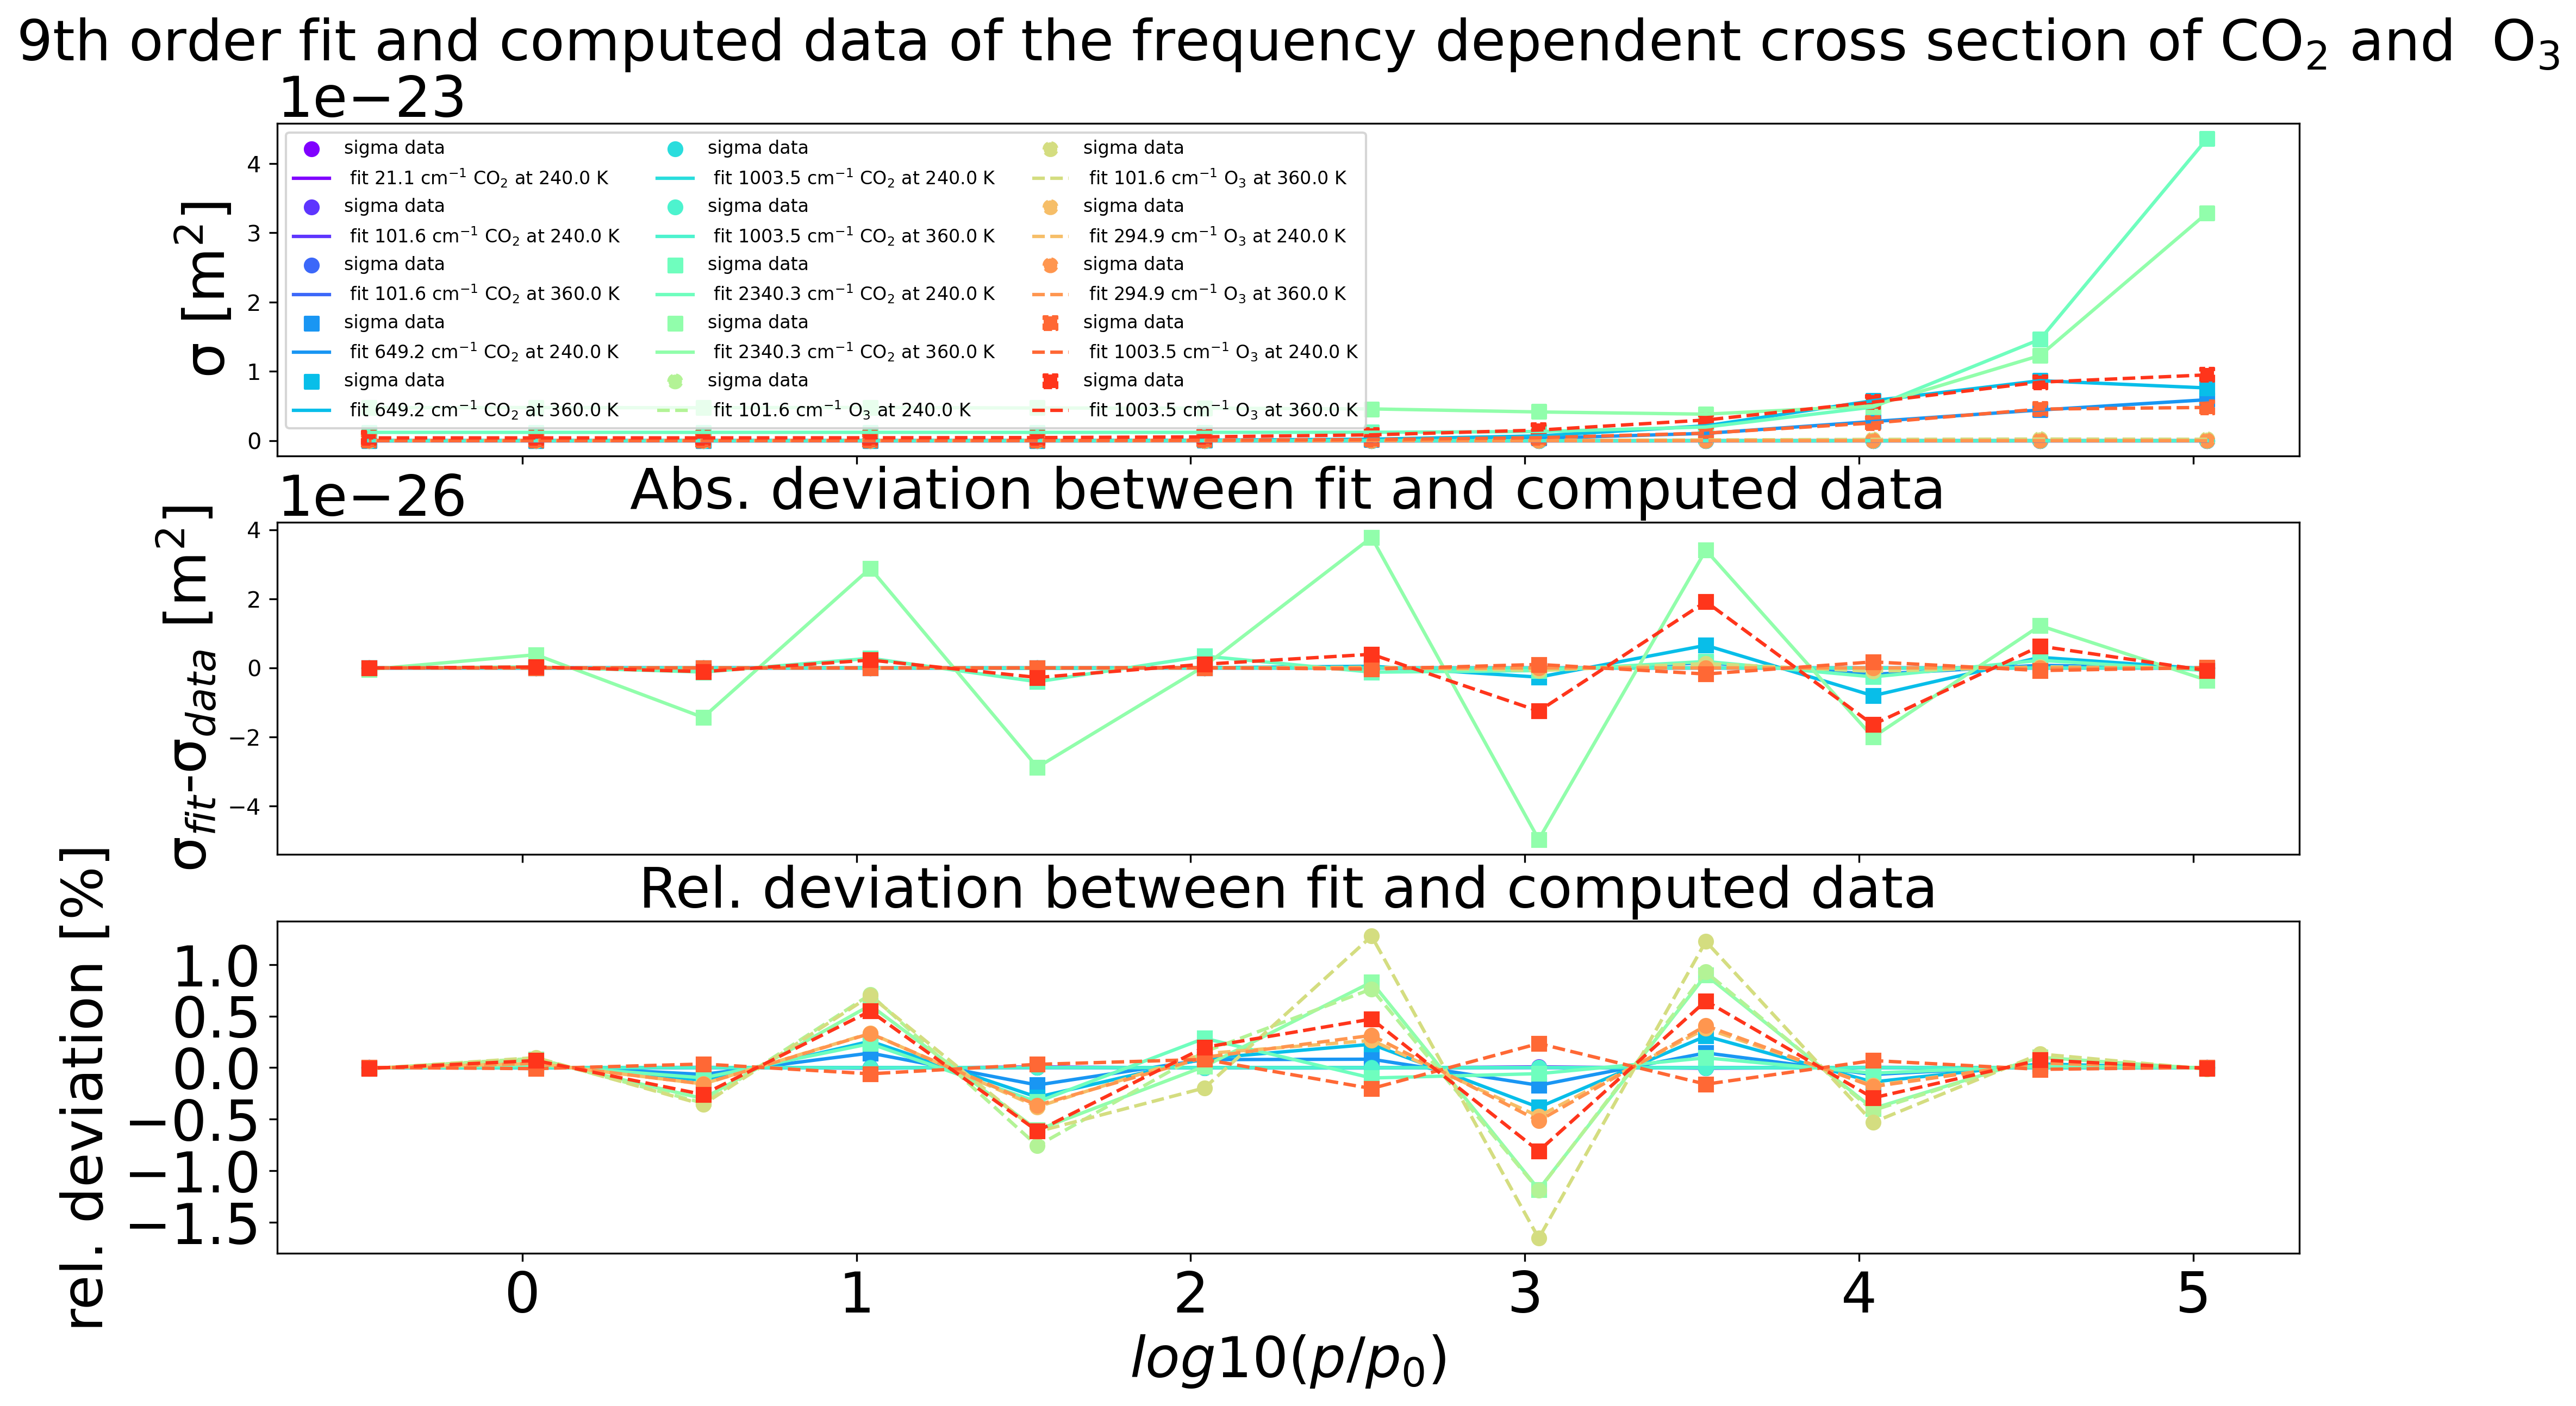 9th order fit and computed data of the frequency dependent cross section of CO₂ and O₃
1e−23
σ [m²]
4
3
2
1
0
sigma data
fit 21.1 cm⁻¹ CO₂ at 240.0 K
sigma data
fit 101.6 cm⁻¹ CO₂ at 240.0 K
sigma data
fit 101.6 cm⁻¹ CO₂ at 360.0 K
sigma data
fit 649.2 cm⁻¹ CO₂ at 240.0 K
sigma data
fit 649.2 cm⁻¹ CO₂ at 360.0 K
sigma data
fit 1003.5 cm⁻¹ CO₂ at 240.0 K
sigma data
fit 1003.5 cm⁻¹ CO₂ at 360.0 K
sigma data
fit 2340.3 cm⁻¹ CO₂ at 240.0 K
sigma data
fit 2340.3 cm⁻¹ CO₂ at 360.0 K
sigma data
fit 101.6 cm⁻¹ O₃ at 240.0 K
sigma data
fit 101.6 cm⁻¹ O₃ at 360.0 K
sigma data
fit 294.9 cm⁻¹ O₃ at 240.0 K
sigma data
fit 294.9 cm⁻¹ O₃ at 360.0 K
sigma data
fit 1003.5 cm⁻¹ O₃ at 240.0 K
sigma data
fit 1003.5 cm⁻¹ O₃ at 360.0 K
Abs. deviation between fit and computed data
1e−26
σfit-σdata [m²]
4
2
0
−2
−4
Rel. deviation between fit and computed data
rel. deviation [%]
1.0
0.5
0.0
−0.5
−1.0
−1.5
0 1 2 3 4 5
log10(p/p₀)